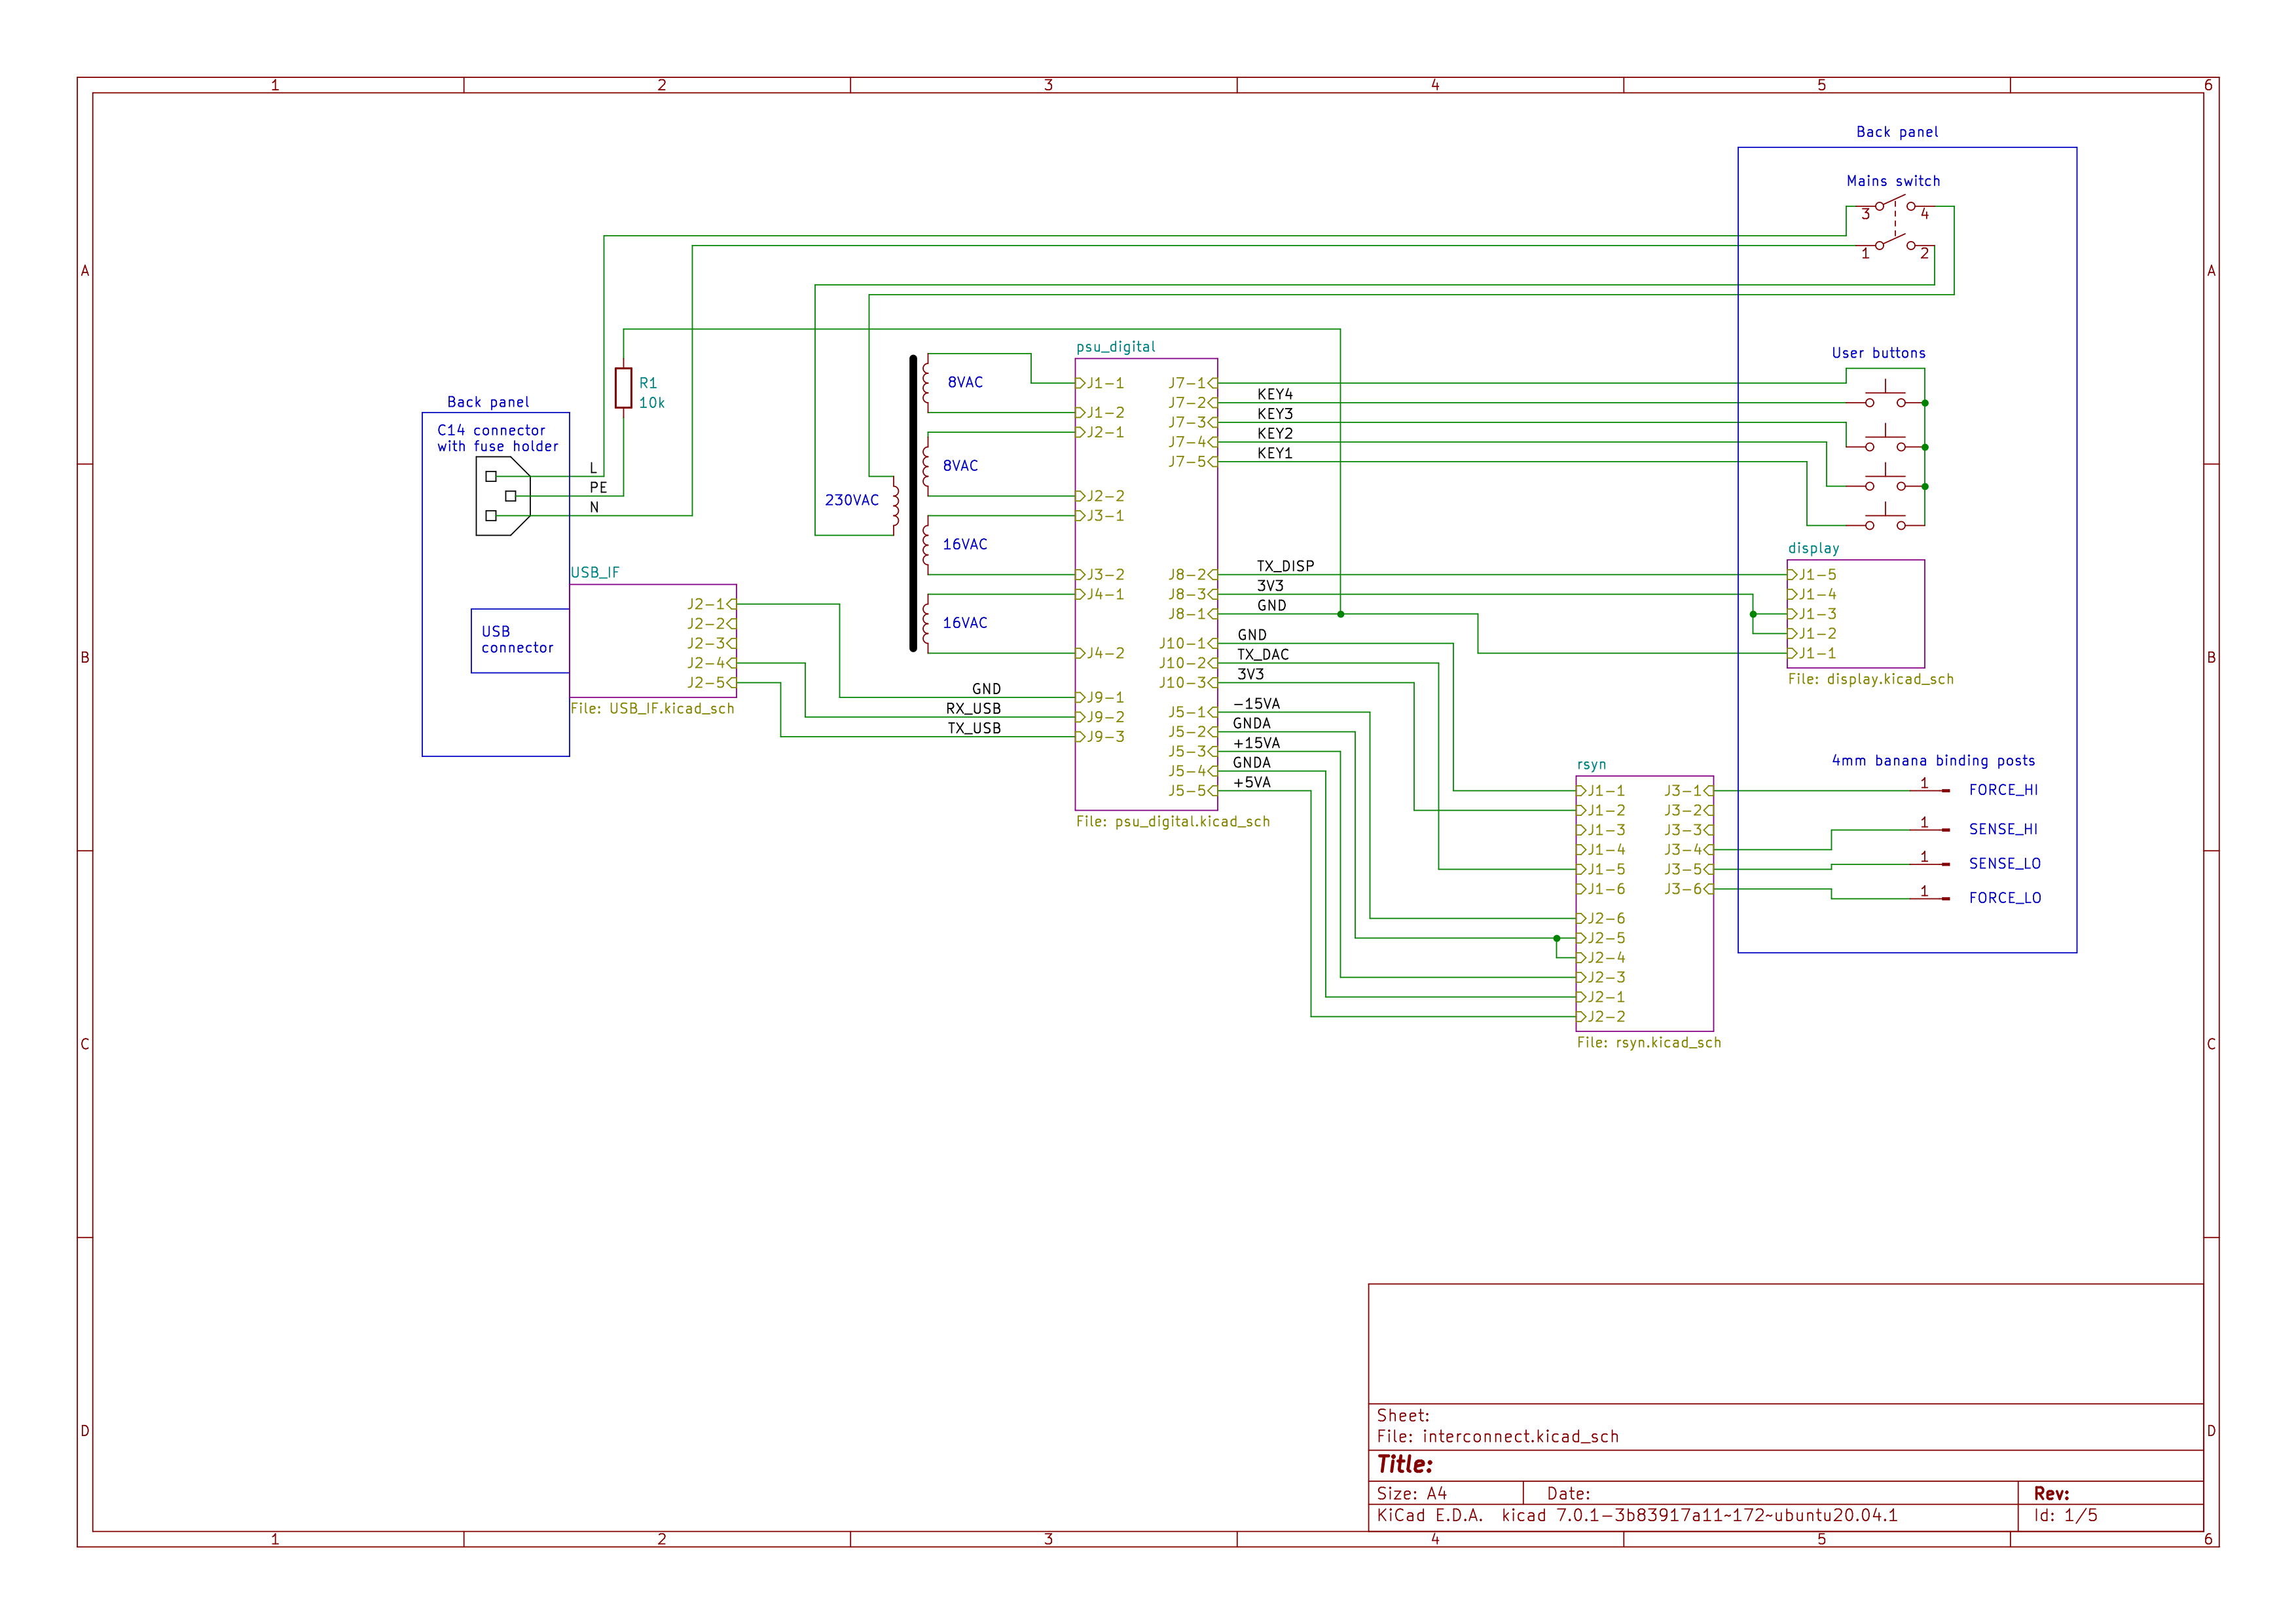 1 2 3 4 5 6
A
B
C
D
A
B
C
D
1 2 3 4 5 6
Back panel
Mains switch
3 4
1 2
User buttons
Back panel
C14 connector
with fuse holder
L
PE
N
R1
10k
USB_IF
USB
connector
J2-1
J2-2
J2-3
J2-4
J2-5
File: USB_IF.kicad_sch
GND
RX_USB
TX_USB
230VAC
8VAC
8VAC
16VAC
16VAC
psu_digital
J1-1
J1-2
J2-1
J2-2
J3-1
J3-2
J4-1
J4-2
J9-1
J9-2
J9-3
J7-1
J7-2
J7-3
J7-4
J7-5
J8-2
J8-3
J8-1
J10-1
J10-2
J10-3
J5-1
J5-2
J5-3
J5-4
J5-5
File: psu_digital.kicad_sch
KEY4
KEY3
KEY2
KEY1
TX_DISP
3V3
GND
GND
TX_DAC
3V3
-15VA
GNDA
+15VA
GNDA
+5VA
display
J1-5
J1-4
J1-3
J1-2
J1-1
File: display.kicad_sch
rsyn
J1-1
J1-2
J1-3
J1-4
J1-5
J1-6
J2-6
J2-5
J2-4
J2-3
J2-1
J2-2
J3-1
J3-2
J3-3
J3-4
J3-5
J3-6
File: rsyn.kicad_sch
4mm banana binding posts
1 FORCE_HI
1 SENSE_HI
1 SENSE_LO
1 FORCE_LO
Sheet:
File: interconnect.kicad_sch
Title:
Size: A4 Date: Rev:
KiCad E.D.A. kicad 7.0.1-3b83917a11~172~ubuntu20.04.1 Id: 1/5